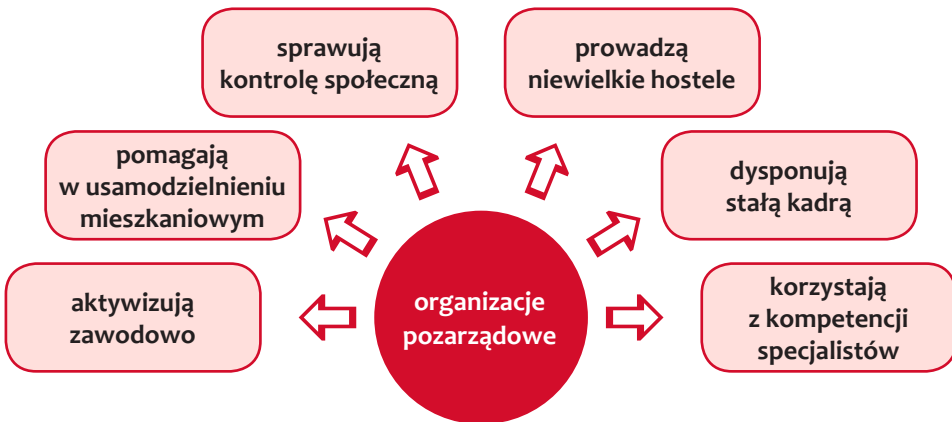 sprawują
kontrolę społeczną
prowadzą
niewielkie hostele
pomagają
w usamodzielnieniu
mieszkaniowym
dysponują
stałą kadrą
aktywizują
zawodowo
organizacje
pozarządowe
korzystają
z kompetencji
specjalistów